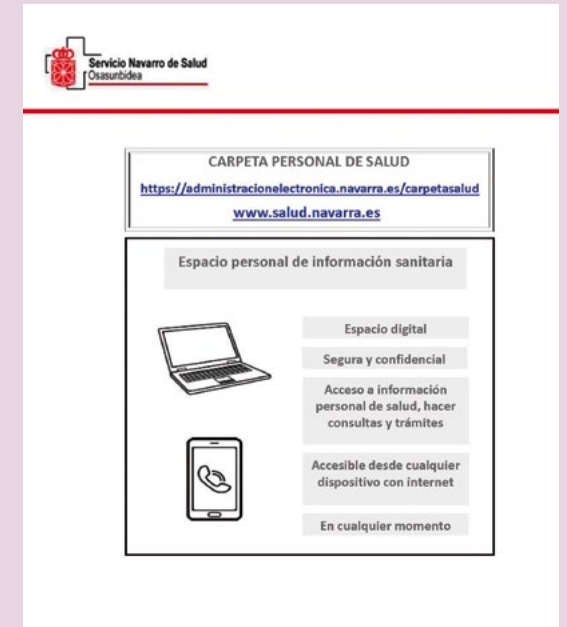 Servicio Navarro de Salud
Osasunbidea
CARPETA PERSONAL DE SALUD
https://administracionelectronica.navarra.es/carpetasalud
www.salud.navarra.es
Espacio personal de información sanitaria
Espacio digital
Segura y confidencial
Acceso a información
personal de salud, hacer
consultas y trámites
Accesible desde cualquier
dispositivo con internet
En cualquier momento